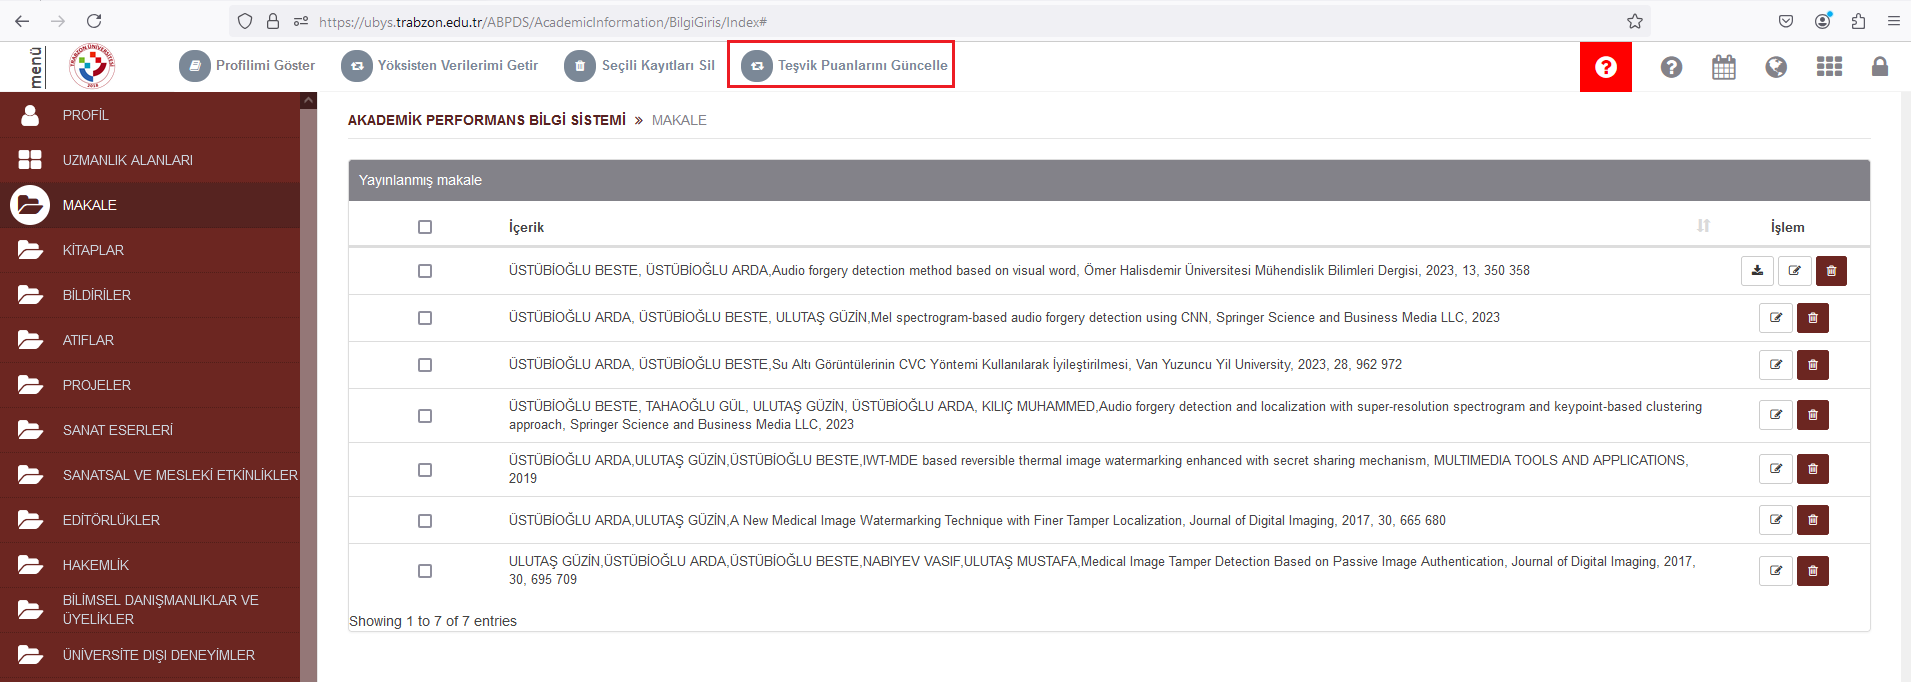 https://ubys.trabzon.edu.tr/ABPDS/AcademicInformation/BilgiGiris/Index#
menü
TRABZON ÜNİVERSİTESİ
2018
Profilimi Göster
Yöksisten Verilerimi Getir
Seçili Kayıtları Sil
Teşvik Puanlarını Güncelle
PROFİL
UZMANLIK ALANLARI
MAKALE
KİTAPLAR
BİLDİRİLER
ATIFLAR
PROJELER
SANAT ESERLERİ
SANATSAL VE MESLEKİ ETKİNLİKLER
EDİTÖRLÜKLER
HAKEMLİK
BİLİMSEL DANIŞMANLIKLAR VE
ÜYELİKLER
ÜNİVERSİTE DIŞI DENEYİMLER
AKADEMİK PERFORMANS BİLGİ SİSTEMİ » MAKALE
Yayınlanmış makale
İçerik
İşlem
ÜSTÜBİOĞLU BESTE, ÜSTÜBİOĞLU ARDA,Audio forgery detection method based on visual word, Ömer Halisdemir Üniversitesi Mühendislik Bilimleri Dergisi, 2023, 13, 350 358
ÜSTÜBİOĞLU ARDA, ÜSTÜBİOĞLU BESTE, ULUTAŞ GÜZİN,Mel spectrogram-based audio forgery detection using CNN, Springer Science and Business Media LLC, 2023
ÜSTÜBİOĞLU ARDA, ÜSTÜBİOĞLU BESTE,Su Altı Görüntülerinin CVC Yöntemi Kullanılarak İyileştirilmesi, Van Yuzuncu Yil University, 2023, 28, 962 972
ÜSTÜBİOĞLU BESTE, TAHAOĞLU GÜL, ULUTAŞ GÜZİN, ÜSTÜBİOĞLU ARDA, KILIÇ MUHAMMED,Audio forgery detection and localization with super-resolution spectrogram and keypoint-based clustering
approach, Springer Science and Business Media LLC, 2023
ÜSTÜBİOĞLU ARDA,ULUTAŞ GÜZİN,ÜSTÜBİOĞLU BESTE,IWT-MDE based reversible thermal image watermarking enhanced with secret sharing mechanism, MULTIMEDIA TOOLS AND APPLICATIONS,
2019
ÜSTÜBİOĞLU ARDA,ULUTAŞ GÜZİN,A New Medical Image Watermarking Technique with Finer Tamper Localization, Journal of Digital Imaging, 2017, 30, 665 680
ULUTAŞ GÜZİN,ÜSTÜBİOĞLU ARDA,ÜSTÜBİOĞLU BESTE,NABIYEV VASIF,ULUTAŞ MUSTAFA,Medical Image Tamper Detection Based on Passive Image Authentication, Journal of Digital Imaging, 2017,
30, 695 709
Showing 1 to 7 of 7 entries